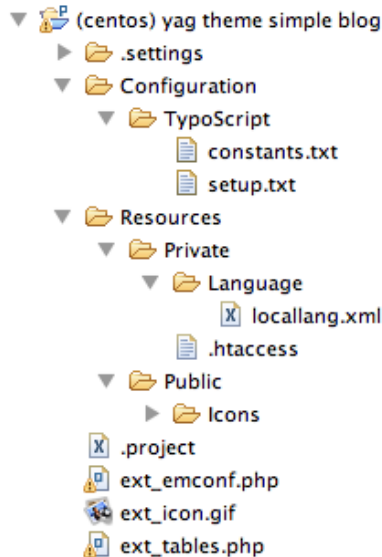 (centos) yag theme simple blog
.settings
Configuration
TypoScript
constants.txt
setup.txt
Resources
Private
Language
locallang.xml
.htaccess
Public
Icons
.project
ext_emconf.php
ext_icon.gif
ext_tables.php